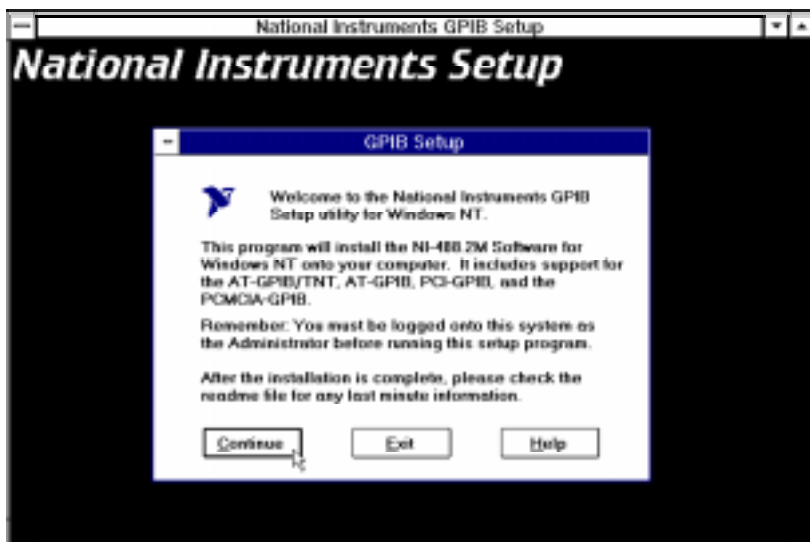 National Instruments GPIB Setup
National Instruments Setup
GPIB Setup
Welcome to the National Instruments GPIB
Setup utility for Windows NT.
This program will install the NI-488.2M Software for
Windows NT onto your computer. It includes support for
the AT-GPIB/TNT, AT-GPIB, PCI-GPIB, and the
PCMCIA-GPIB.
Remember: You must be logged onto this system as
the Administrator before running this setup program.
After the installation is complete, please check the
readme file for any last minute information.
Continue
Exit
Help